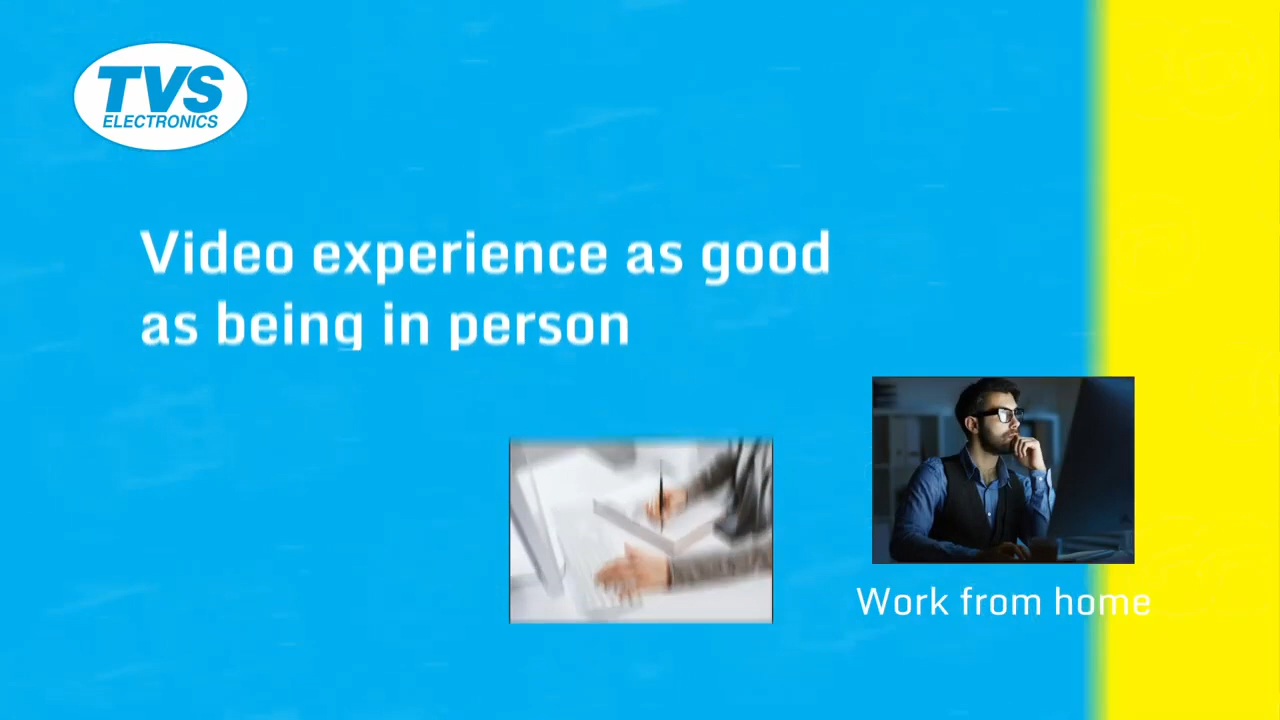 TVS
ELECTRONICS
Video experience as good
as being in person
Work from home